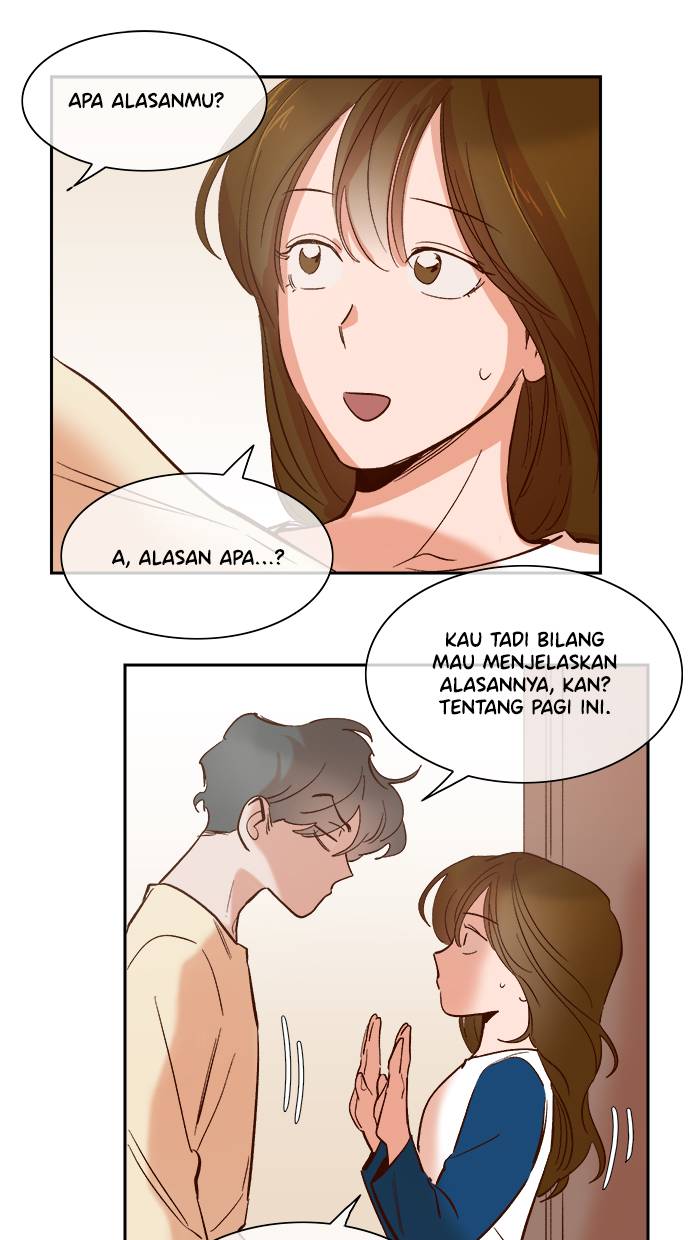 APA ALASANMU?
A, ALASAN APA...?
KAU TADI BILANG
MAU MENJELASKAN
ALASANNYA, KAN?
TENTANG PAGI INI.